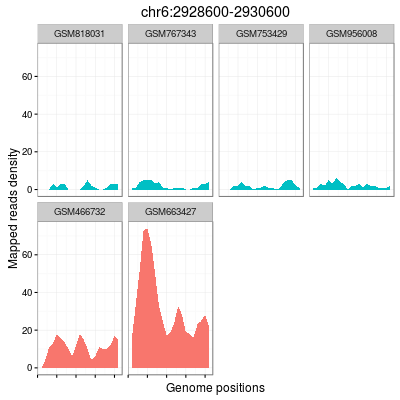 chr6:2928600-2930600
GSM818031 GSM767343 GSM753429 GSM956008
60
40
20
0
Mapped reads density
GSM466732 GSM663427
60
40
20
0
Genome positions